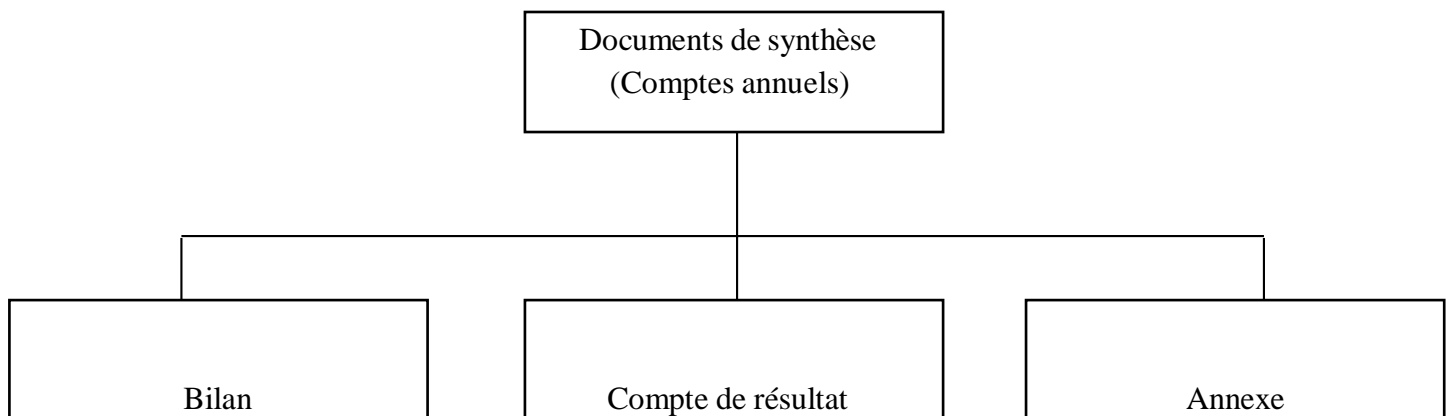 Documents de synthèse
(Comptes annuels)
Bilan
Compte de résultat
Annexe